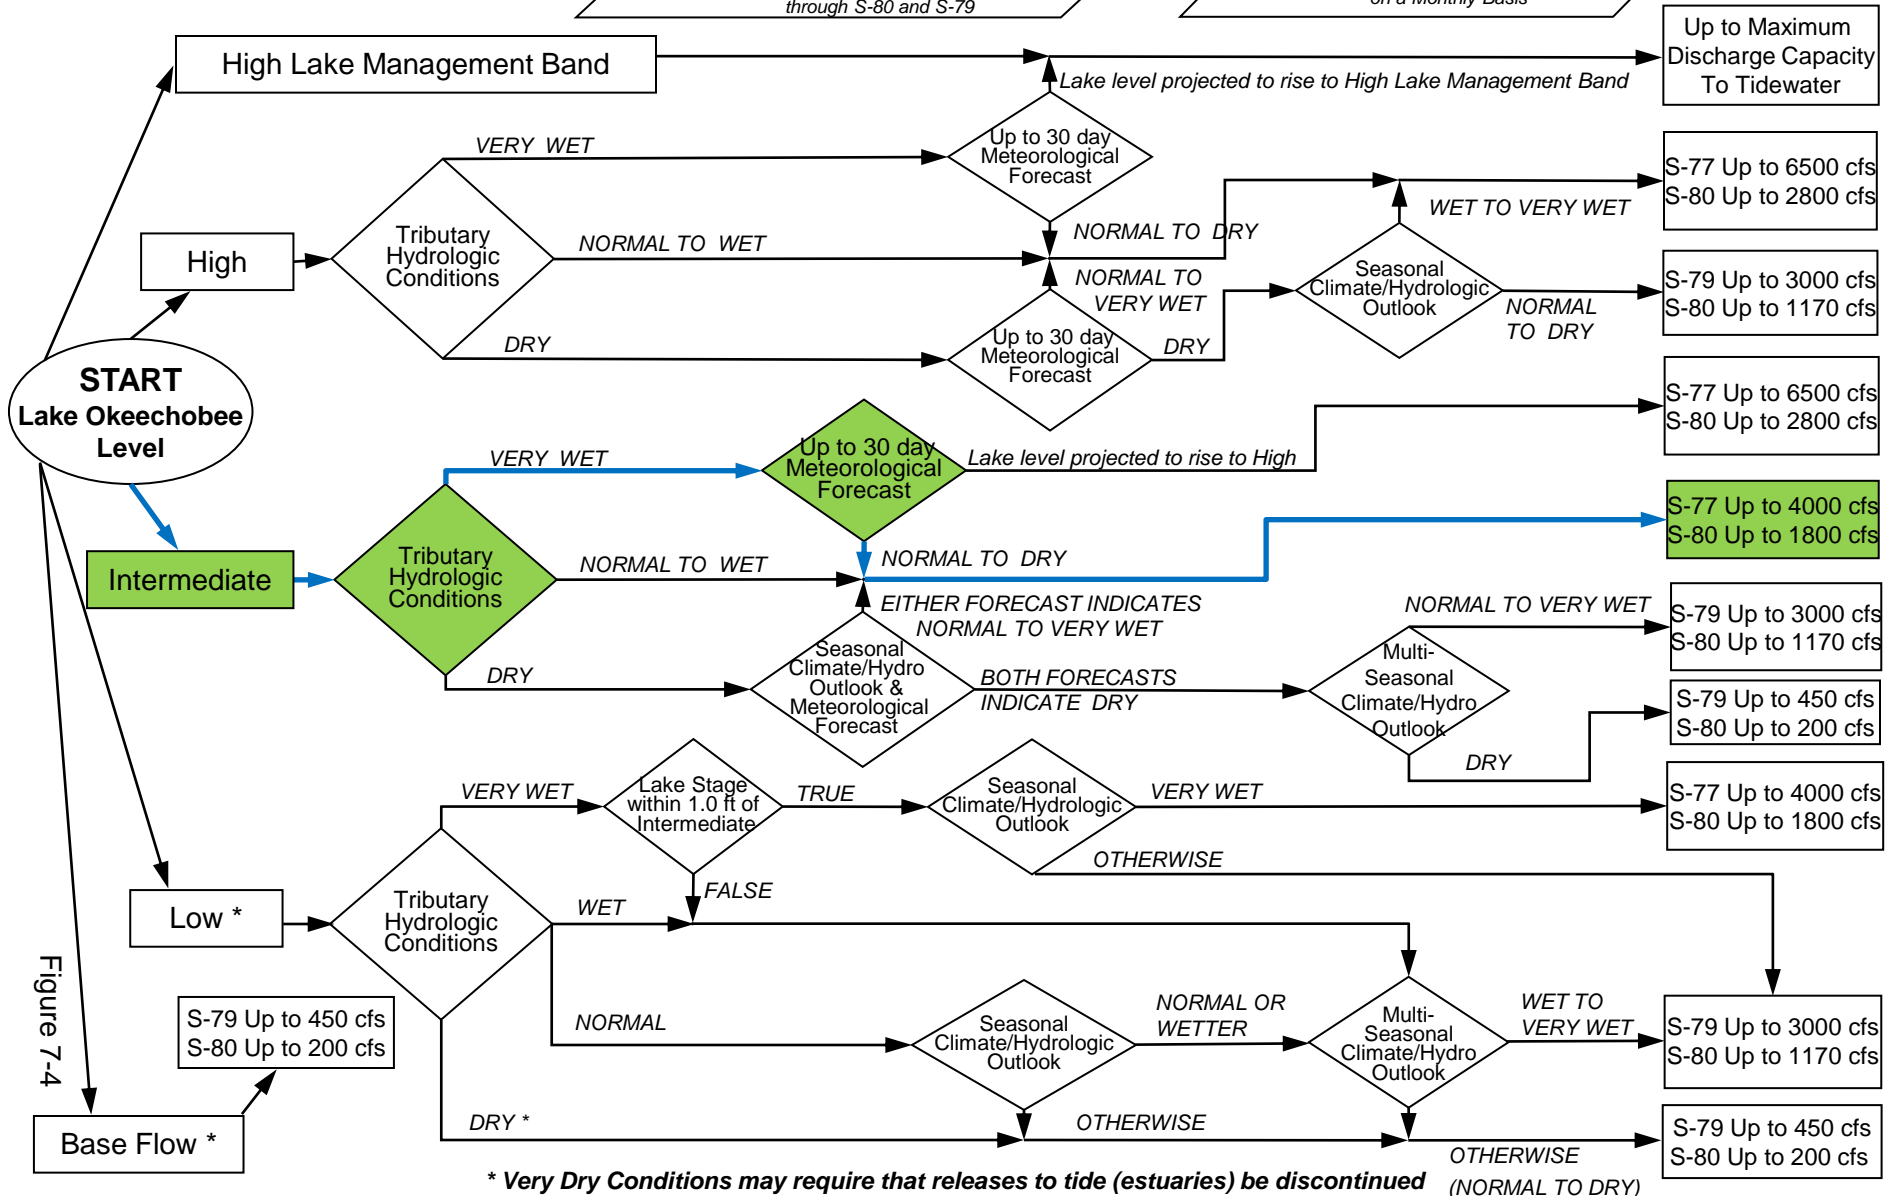 through S-80 and S-79
on a Monthly Basis
Up to Maximum
Discharge Capacity
To Tidewater
High Lake Management Band
Lake level projected to rise to High Lake Management Band
VERY WET
Up to 30 day
Meteorological
Forecast
S-77 Up to 6500 cfs
S-80 Up to 2800 cfs
WET TO VERY WET
High
Tributary
Hydrologic
Conditions
NORMAL TO WET
NORMAL TO DRY
NORMAL TO
VERY WET
Seasonal
Climate/Hydrologic
Outlook
S-79 Up to 3000 cfs
S-80 Up to 1170 cfs
NORMAL
TO DRY
DRY
Up to 30 day
Meteorological
Forecast
DRY
START
Lake Okeechobee
Level
S-77 Up to 6500 cfs
S-80 Up to 2800 cfs
VERY WET
Up to 30 day
Meteorological
Forecast
Lake level projected to rise to High
S-77 Up to 4000 cfs
S-80 Up to 1800 cfs
Intermediate
Tributary
Hydrologic
Conditions
NORMAL TO WET
NORMAL TO DRY
EITHER FORECAST INDICATES
NORMAL TO VERY WET
NORMAL TO VERY WET
S-79 Up to 3000 cfs
S-80 Up to 1170 cfs
DRY
Seasonal
Climate/Hydro
Outlook &
Meteorological
Forecast
BOTH FORECASTS
INDICATE DRY
Multi-
Seasonal
Climate/Hydro
Outlook
S-79 Up to 450 cfs
S-80 Up to 200 cfs
DRY
VERY WET
Lake Stage
within 1.0 ft of
Intermediate
TRUE
Seasonal
Climate/Hydrologic
Outlook
VERY WET
S-77 Up to 4000 cfs
S-80 Up to 1800 cfs
OTHERWISE
FALSE
Low *
Tributary
Hydrologic
Conditions
WET
NORMAL
Seasonal
Climate/Hydrologic
Outlook
NORMAL OR
WETTER
Multi-
Seasonal
Climate/Hydro
Outlook
WET TO
VERY WET
S-79 Up to 3000 cfs
S-80 Up to 1170 cfs
Figure 7-4
S-79 Up to 450 cfs
S-80 Up to 200 cfs
Base Flow *
DRY *
OTHERWISE
S-79 Up to 450 cfs
S-80 Up to 200 cfs
OTHERWISE
(NORMAL TO DRY)
* Very Dry Conditions may require that releases to tide (estuaries) be discontinued